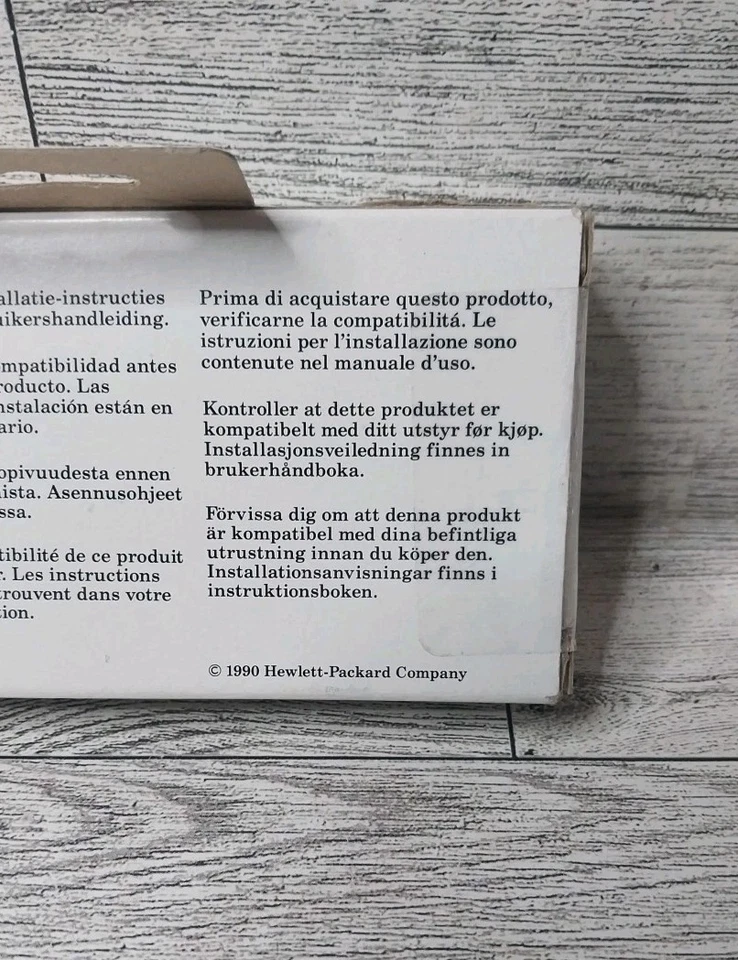 allatie-instructies
ikershandleiding.
mpatibilidad antes
roducto. Las
nstalación están en
ario.
opivuudesta ennen
ista. Asennusohjeet
ssa.
tibilité de ce produit
r. Les instructions
trouvent dans votre
tion.
Prima di acquistare questo prodotto,
verificarne la compatibilitá. Le
istruzioni per l'installazione sono
contenute nel manuale d'uso.
Kontroller at dette produktet er
kompatibelt med ditt utstyr før kjøp.
Installasjonsveiledning finnes in
brukerhåndboka.
Förvissa dig om att denna produkt
är kompatibel med dina befintliga
utrustning innan du köper den.
Installationsanvisningar finns i
instruktionsboken.
© 1990 Hewlett-Packard Company